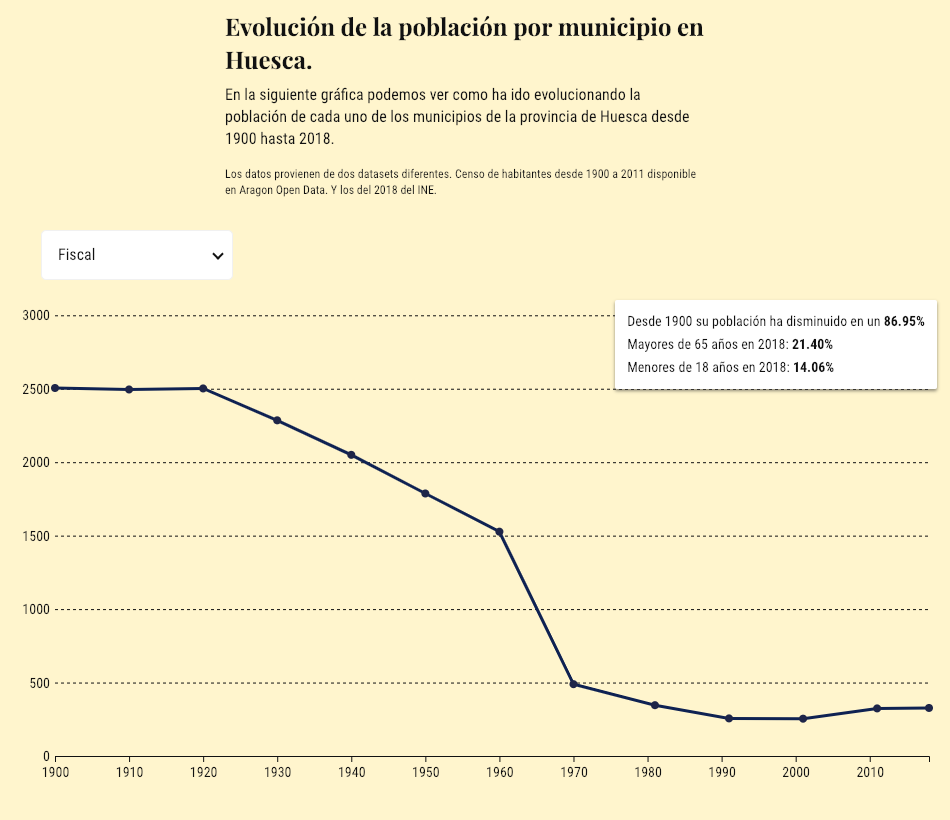 Evolución de la población por municipio en
Huesca.
En la siguiente gráfica podemos ver como ha ido evolucionando la
población de cada uno de los municipios de la provincia de Huesca desde
1900 hasta 2018.
Los datos provienen de dos datasets diferentes. Censo de habitantes desde 1900 a 2011 disponible
en Aragon Open Data. Y los del 2018 del INE.
Fiscal
Desde 1900 su población ha disminuido en un 86.95%
Mayores de 65 años en 2018: 21.40%
Menores de 18 años en 2018: 14.06%
3000
2500
2000
1500
1000
500
0
1900 1910 1920 1930 1940 1950 1960 1970 1980 1990 2000 2010